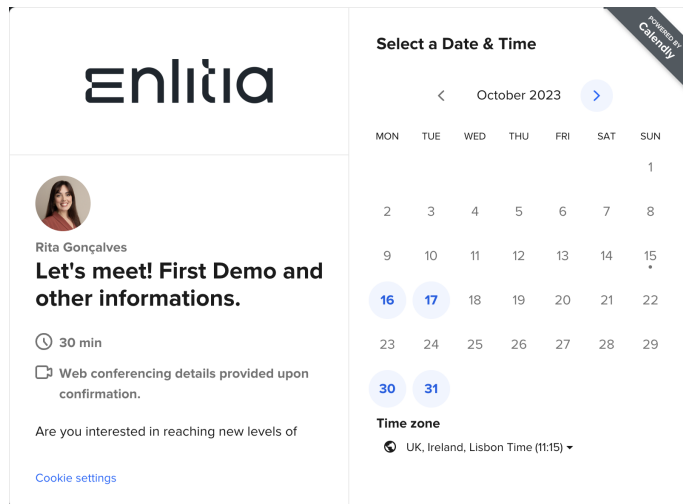 Enlitia
Rita Gonçalves
Let's meet! First Demo and
other informations.
30 min
Web conferencing details provided upon
confirmation.
Are you interested in reaching new levels of
Cookie settings
Select a Date & Time
POWERED BY
Calendly
October 2023
MON TUE WED THU FRI SAT SUN
1
2 3 4 5 6 7 8
9 10 11 12 13 14 15
16 17 18 19 20 21 22
23 24 25 26 27 28 29
30 31
Time zone
UK, Ireland, Lisbon Time (11:15)